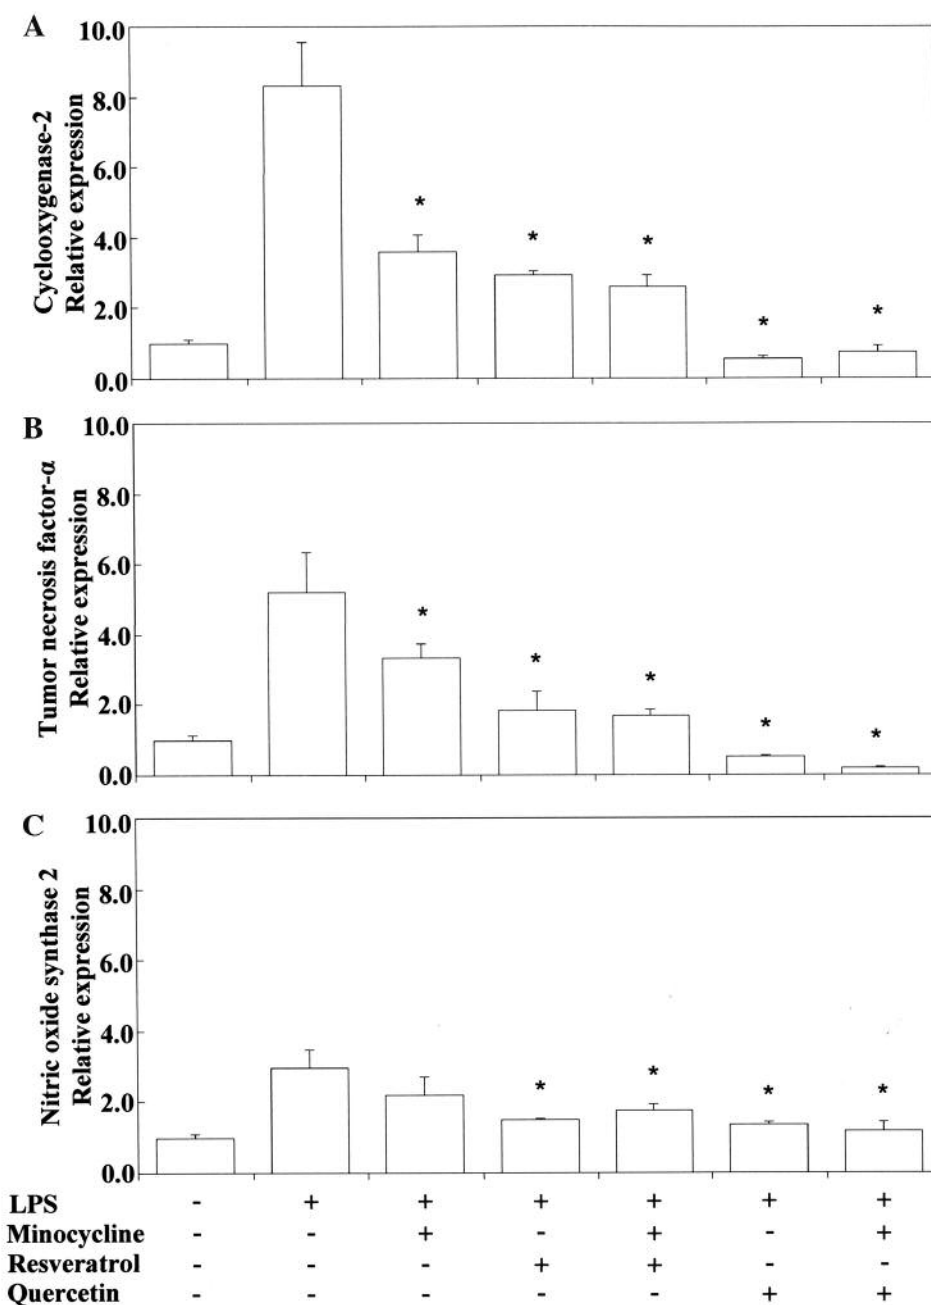 A
Cyclooxygenase-2
Relative expression
10.0
8.0
6.0
4.0
2.0
0.0
* * * * *
B
Tumor necrosis factor-α
Relative expression
10.0
8.0
6.0
4.0
2.0
0.0
* * * * *
C
Nitric oxide synthase 2
Relative expression
10.0
8.0
6.0
4.0
2.0
0.0
* * * *
LPS - + + + + + +
Minocycline - - + - + - +
Resveratrol - - - + + - -
Quercetin - - - - - + +